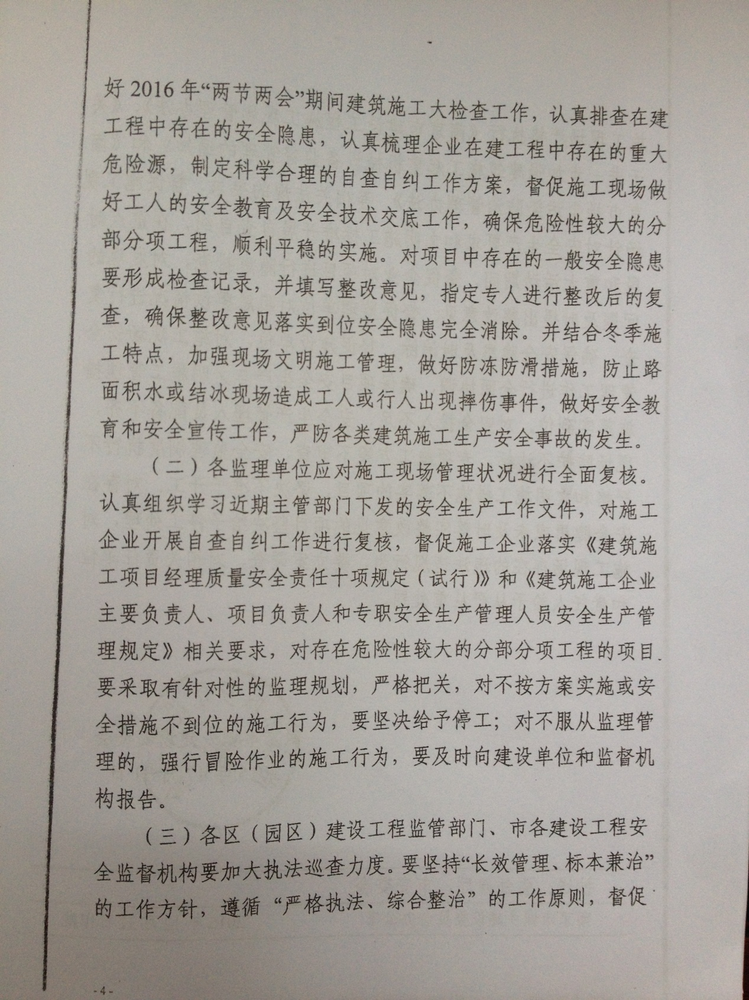 好 2016 年“两节两会”期间建筑施工大检查工作，认真排查在建
工程中存在的安全隐患，认真梳理企业在建工程中存在的重大
危险源，制定科学合理的自查自纠工作方案，督促施工现场做
好工人的安全教育及安全技术交底工作，确保危险性较大的分
部分项工程，顺利平稳的实施。对项目中存在的一般安全隐患
要形成检查记录，并填写整改意见，指定专人进行整改后的复
查，确保整改意见落实到位安全隐患完全消除。并结合冬季施
工特点，加强现场文明施工管理，做好防冻防滑措施，防止路
面积水或结冰现场造成工人或行人出现摔伤事件，做好安全教
育和安全宣传工作，严防各类建筑施工生产安全事故的发生。
（二）各监理单位应对施工现场管理状况进行全面复核。
认真组织学习近期主管部门下发的安全生产工作文件，对施工
企业开展自查自纠工作进行复核，督促施工企业落实《建筑施
工项目经理质量安全责任十项规定（试行）》和《建筑施工企业
主要负责人、项目负责人和专职安全生产管理人员安全生产管
理规定》相关要求，对存在危险性较大的分部分项工程的项目
要采取有针对性的监理规划，严格把关，对不按方案实施或安
全措施不到位的施工行为，要坚决给予停工；对不服从监理管
理的，强行冒险作业的施工行为，要及时向建设单位和监督机
构报告。
（三）各区（园区）建设工程监管部门、市各建设工程安
全监督机构要加大执法巡查力度。要坚持“长效管理、标本兼治”
的工作方针，遵循“严格执法、综合整治”的工作原则，督促
-4-